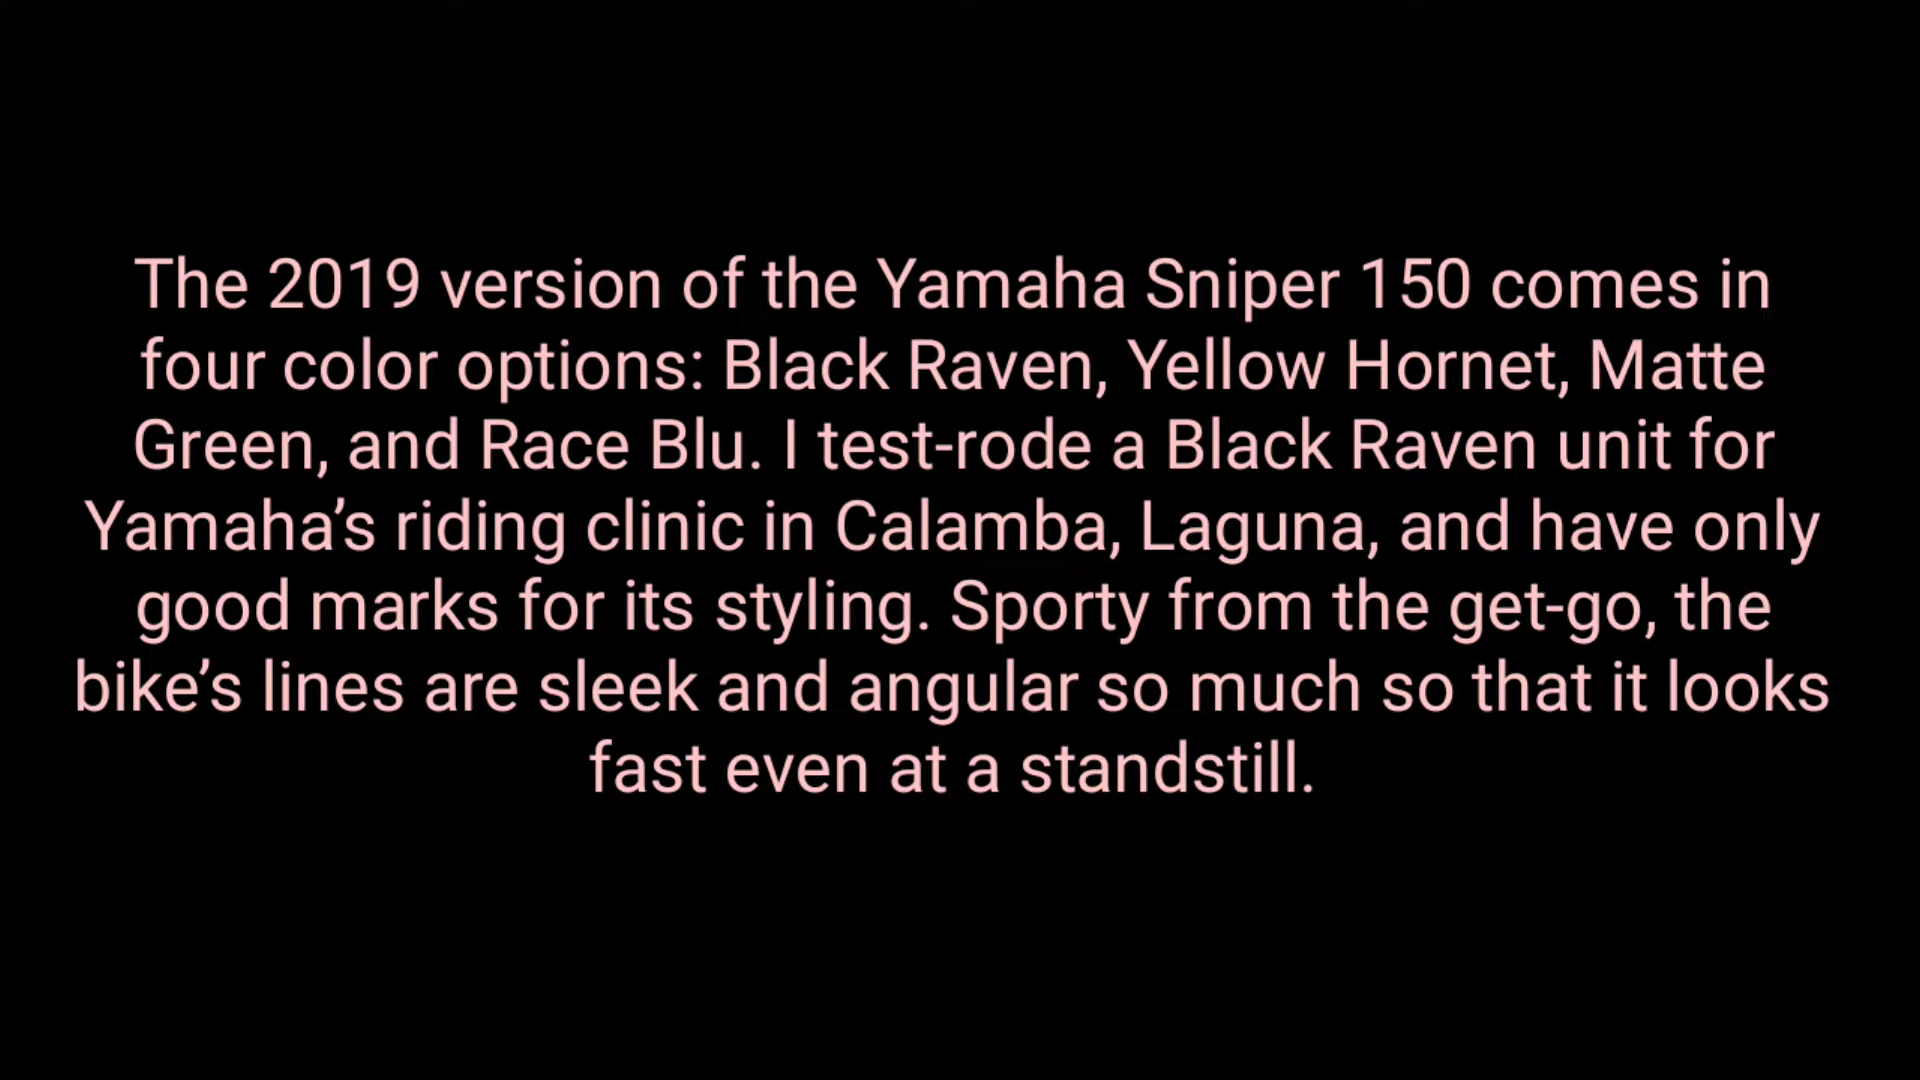 The 2019 version of the Yamaha Sniper 150 comes in
four color options: Black Raven, Yellow Hornet, Matte
Green, and Race Blu. I test-rode a Black Raven unit for
Yamaha’s riding clinic in Calamba, Laguna, and have only
good marks for its styling. Sporty from the get-go, the
bike’s lines are sleek and angular so much so that it looks
fast even at a standstill.